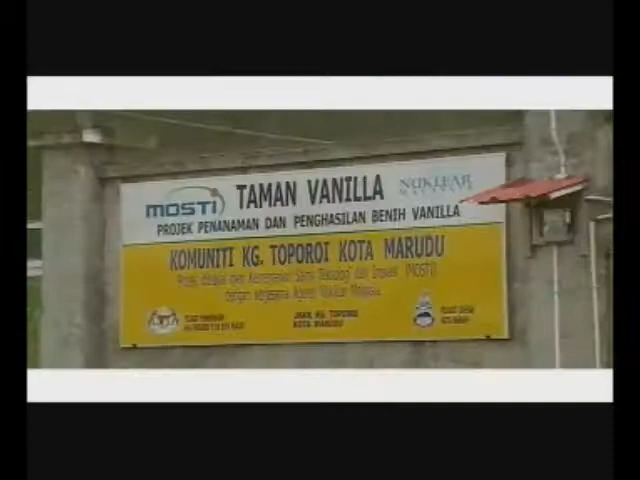 MOSTI
TAMAN VANILLA
NUKLEAR
MALAYSIA
PROJEK PENANAMAN DAN PENGHASILAN BENIH VANILLA
KOMUNITI KG. TOPOROI KOTA MARUDU
Projek dibiayai oleh Kementerian Sains Teknologi dan Inovasi (MOSTI)
Dengan Kerjasama Agensi Nuklear Malaysia
JKKK KG. TOPOROI
KOTA MARUDU